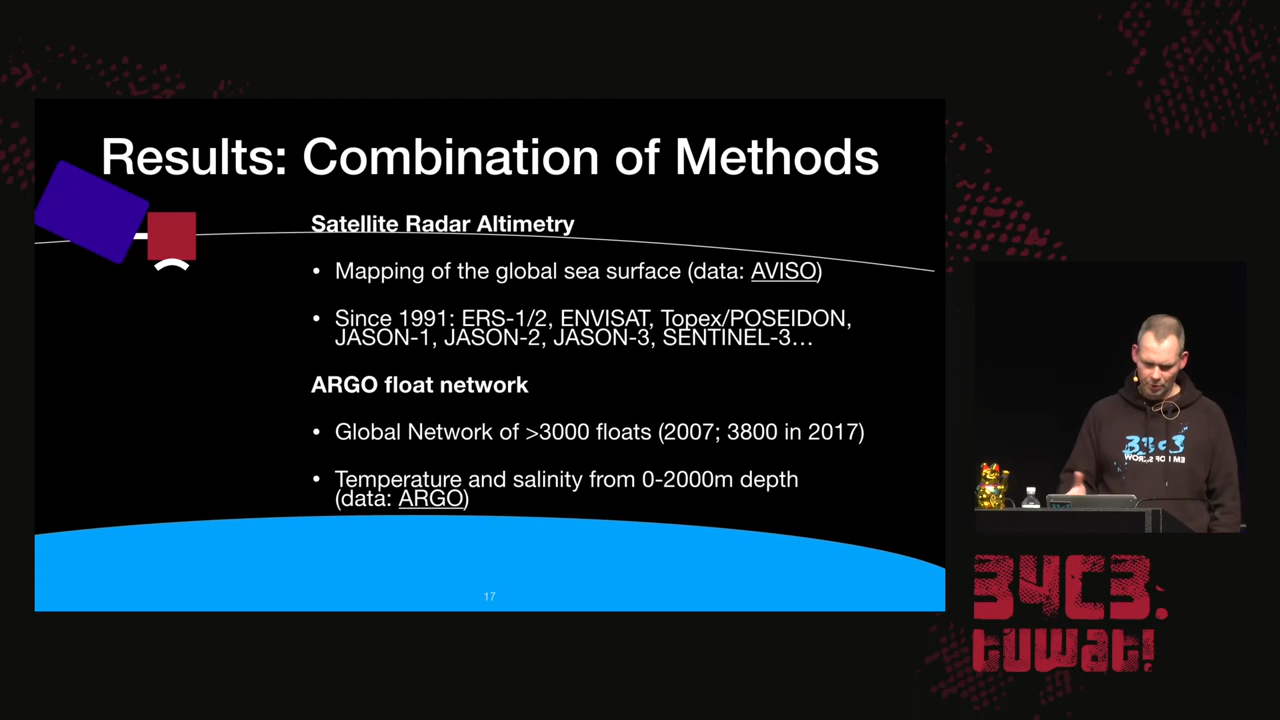 Results: Combination of Methods
Satellite Radar Altimetry
• Mapping of the global sea surface (data: AVISO)
• Since 1991: ERS-1/2, ENVISAT, Topex/POSEIDON,
JASON-1, JASON-2, JASON-3, SENTINEL-3…
ARGO float network
• Global Network of >3000 floats (2007; 3800 in 2017)
• Temperature and salinity from 0-2000m depth
(data: ARGO)
17
34C3.
tuwat!